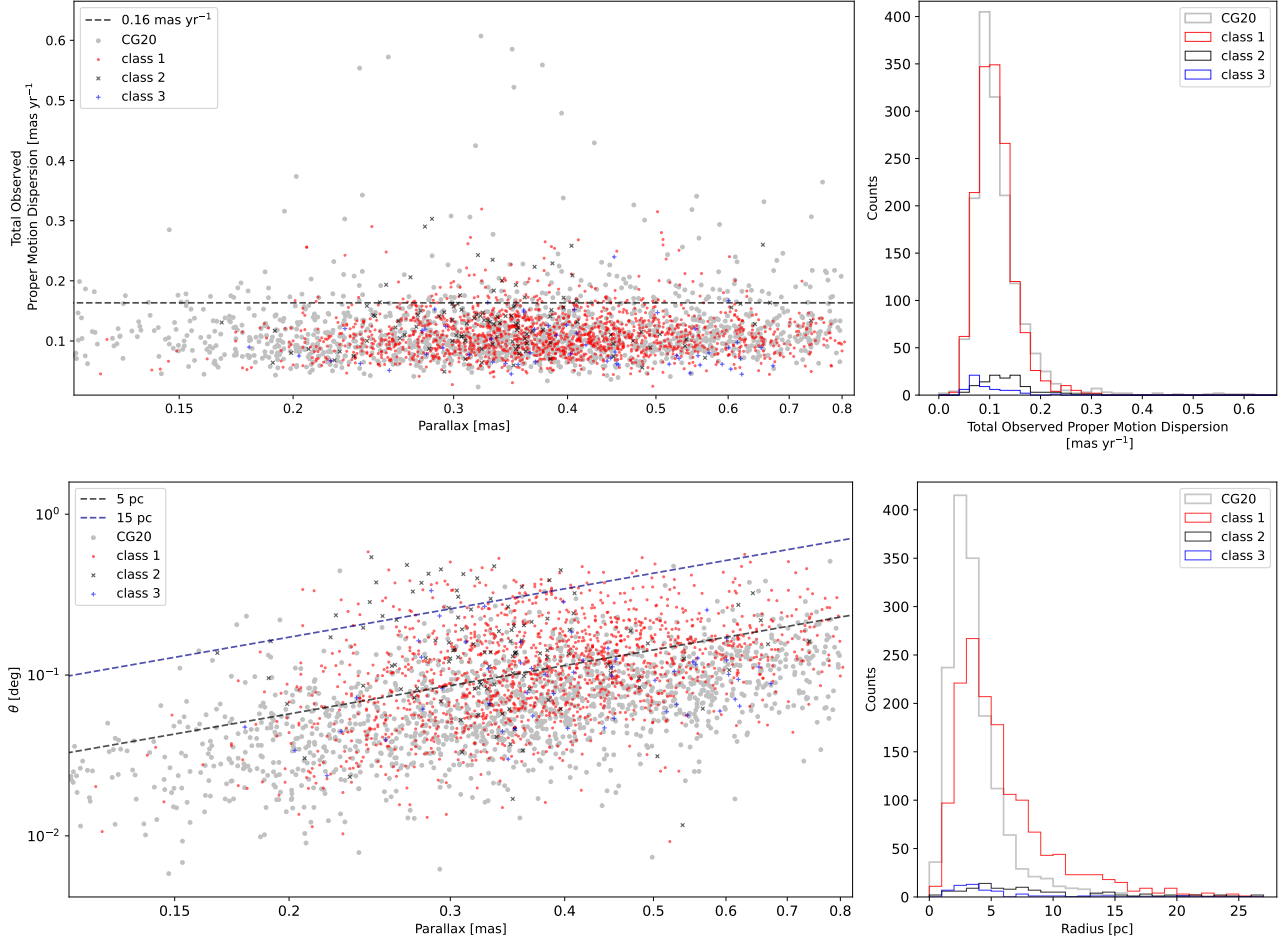 0.16 mas yr⁻¹
CG20
class 1
class 2
class 3
0.6
0.5
0.4
0.3
0.2
0.1
Total Observed
Proper Motion Dispersion [mas yr⁻¹]
0.15
0.2
0.3
0.4
0.5
0.6
0.7
0.8
Parallax [mas]
CG20
class 1
class 2
class 3
400
350
300
250
200
150
100
50
0
Counts
0.0
0.1
0.2
0.3
0.4
0.5
0.6
Total Observed Proper Motion Dispersion
[mas yr⁻¹]
5 pc
15 pc
CG20
class 1
class 2
class 3
10⁰
10⁻¹
10⁻²
θ [deg]
0.15
0.2
0.3
0.4
0.5
0.6
0.7
0.8
Parallax [mas]
CG20
class 1
class 2
class 3
400
350
300
250
200
150
100
50
0
Counts
0
5
10
15
20
25
Radius [pc]